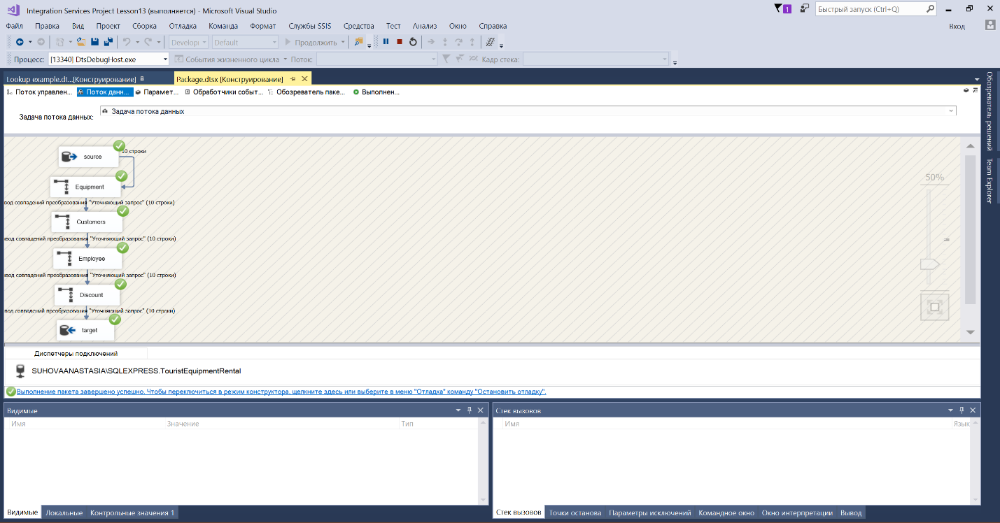 Integration Services Project Lesson13 (выполняется) - Microsoft Visual Studio
1
Быстрый запуск (Ctrl+Q)
Файл Правка Вид Проект Сборка Отладка Команда Формат Службы SSIS Средства Тест Анализ Окно Справка
Вход
Develop Default Продолжить
Процесс: [13340] DtsDebugHost.exe События жизненного цикла Поток: Кадр стека:
Lookup example.dt...[Конструирование] Package.dtsx [Конструирование]
Поток управлен... Поток данн... Парамет... Обработчики событ... Обозреватель паке... Выполнен...
Задача потока данных: Задача потока данных
source
10 строки
Equipment
вод совпадений преобразования "Уточняющий запрос" (10 строки)
Customers
вод совпадений преобразования "Уточняющий запрос" (10 строки)
Employee
вод совпадений преобразования "Уточняющий запрос" (10 строки)
Discount
вод совпадений преобразования "Уточняющий запрос" (10 строки)
target
50%
Обозреватель решений
Team Explorer
Диспетчеры подключений
SUHOVAANASTASIA\SQLEXPRESS.TouristEquipmentRental
Выполнение пакета завершено успешно. Чтобы переключиться в режим конструктора, щелкните здесь или выберите в меню "Отладка" команду "Остановить отладку".
Видимые
Имя Значение Тип
Стек вызовов
Имя Язык
Видимые Локальные Контрольные значения 1
Стек вызовов Точки останова Параметры исключений Командное окно Окно интерпретации Вывод